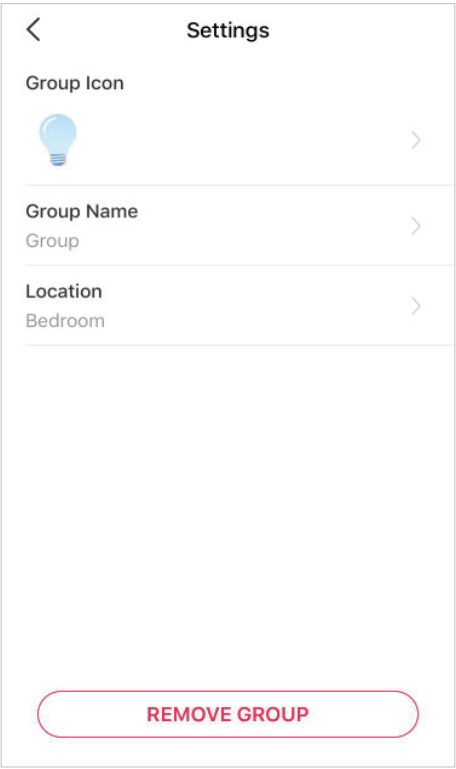 Settings
Group Icon
Group Name
Group
Location
Bedroom
REMOVE GROUP